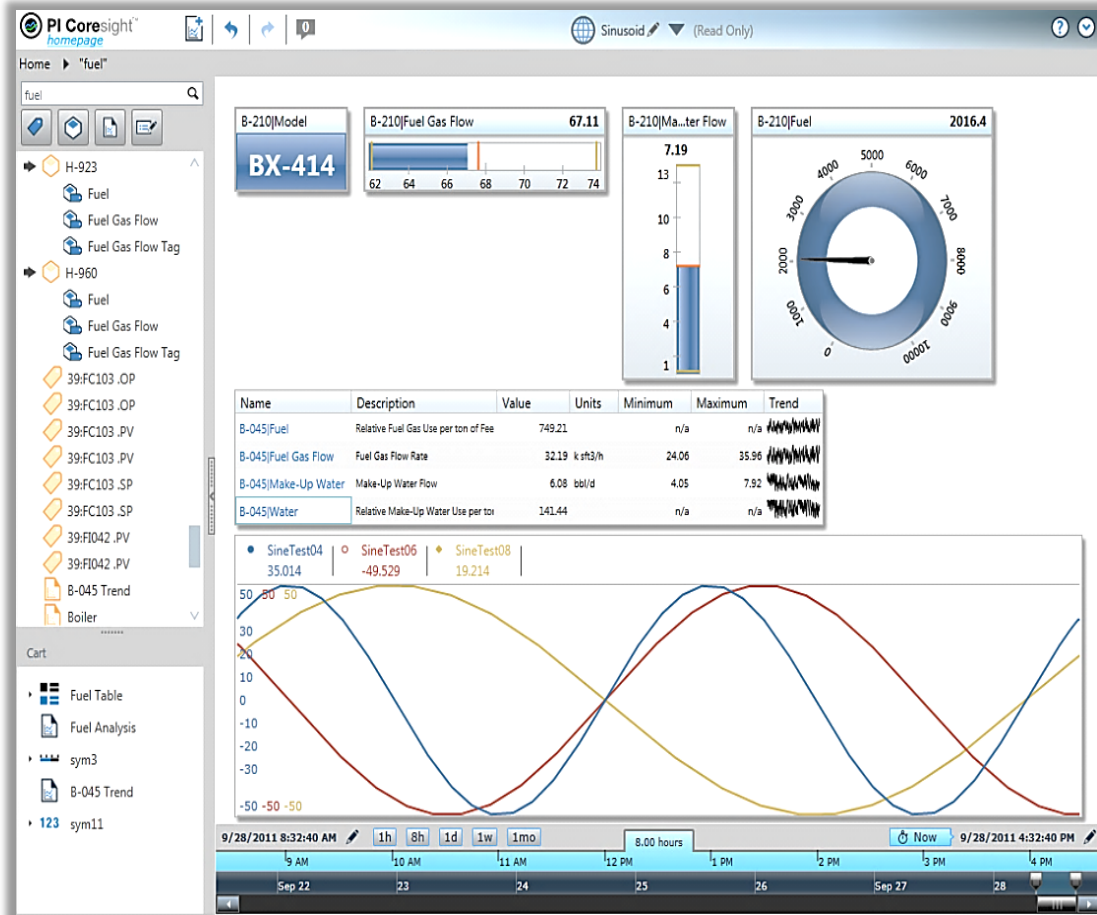 PI Coresight™
homepage
0
Sinusoid (Read Only)
?
Home "fuel"
fuel
H-923
Fuel
Fuel Gas Flow
Fuel Gas Flow Tag
H-960
Fuel
Fuel Gas Flow
Fuel Gas Flow Tag
39:FC103 .OP
39:FC103 .OP
39:FC103 .PV
39:FC103 .PV
39:FC103 .SP
39:FC103 .SP
39:FI042 .PV
39:FI042 .PV
B-045 Trend
Boiler
Cart
Fuel Table
Fuel Analysis
sym3
B-045 Trend
123 sym11
B-210|Model
BX-414
B-210|Fuel Gas Flow 67.11
62 64 66 68 70 72 74
B-210|Ma...ter Flow
7.19
13
10
8
6
4
1
B-210|Fuel 2016.4
0 1000 2000 3000 4000 5000 6000 7000 8000 9000 10000
Name Description Value Units Minimum Maximum Trend
B-045|Fuel Relative Fuel Gas Use per ton of Fee 749.21 n/a n/a
B-045|Fuel Gas Flow Fuel Gas Flow Rate 32.19 k sft3/h 24.06 35.96
B-045|Make-Up Water Make-Up Water Flow 6.08 bbl/d 4.05 7.92
B-045|Water Relative Make-Up Water Use per to 141.44 n/a n/a
SineTest04 SineTest06 SineTest08
35.014 -49.529 19.214
50 50 50
30
20
10
0
-10
-20
-30
-50 -50 -50
9/28/2011 8:32:40 AM 1h 8h 1d 1w 1mo 8.00 hours Now 9/28/2011 4:32:40 PM
9 AM 10 AM 11 AM 12 PM 1 PM 2 PM 3 PM 4 PM
Sep 22 23 24 25 26 Sep 27 28